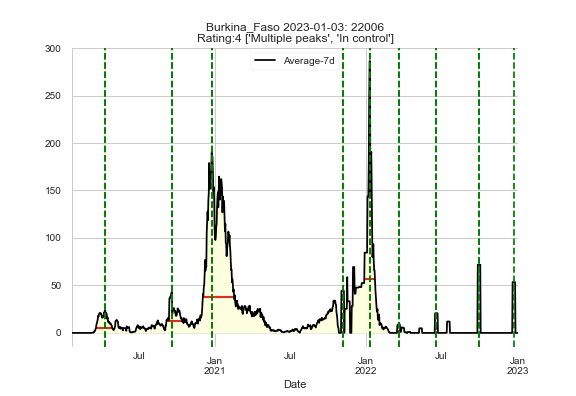 Burkina_Faso 2023-01-03: 22006
Rating:4 ['Multiple peaks', 'In control']
Average-7d
300
250
200
150
100
50
0
Jul
Jan
2021
Jul
Jan
2022
Jul
Jan
2023
Date